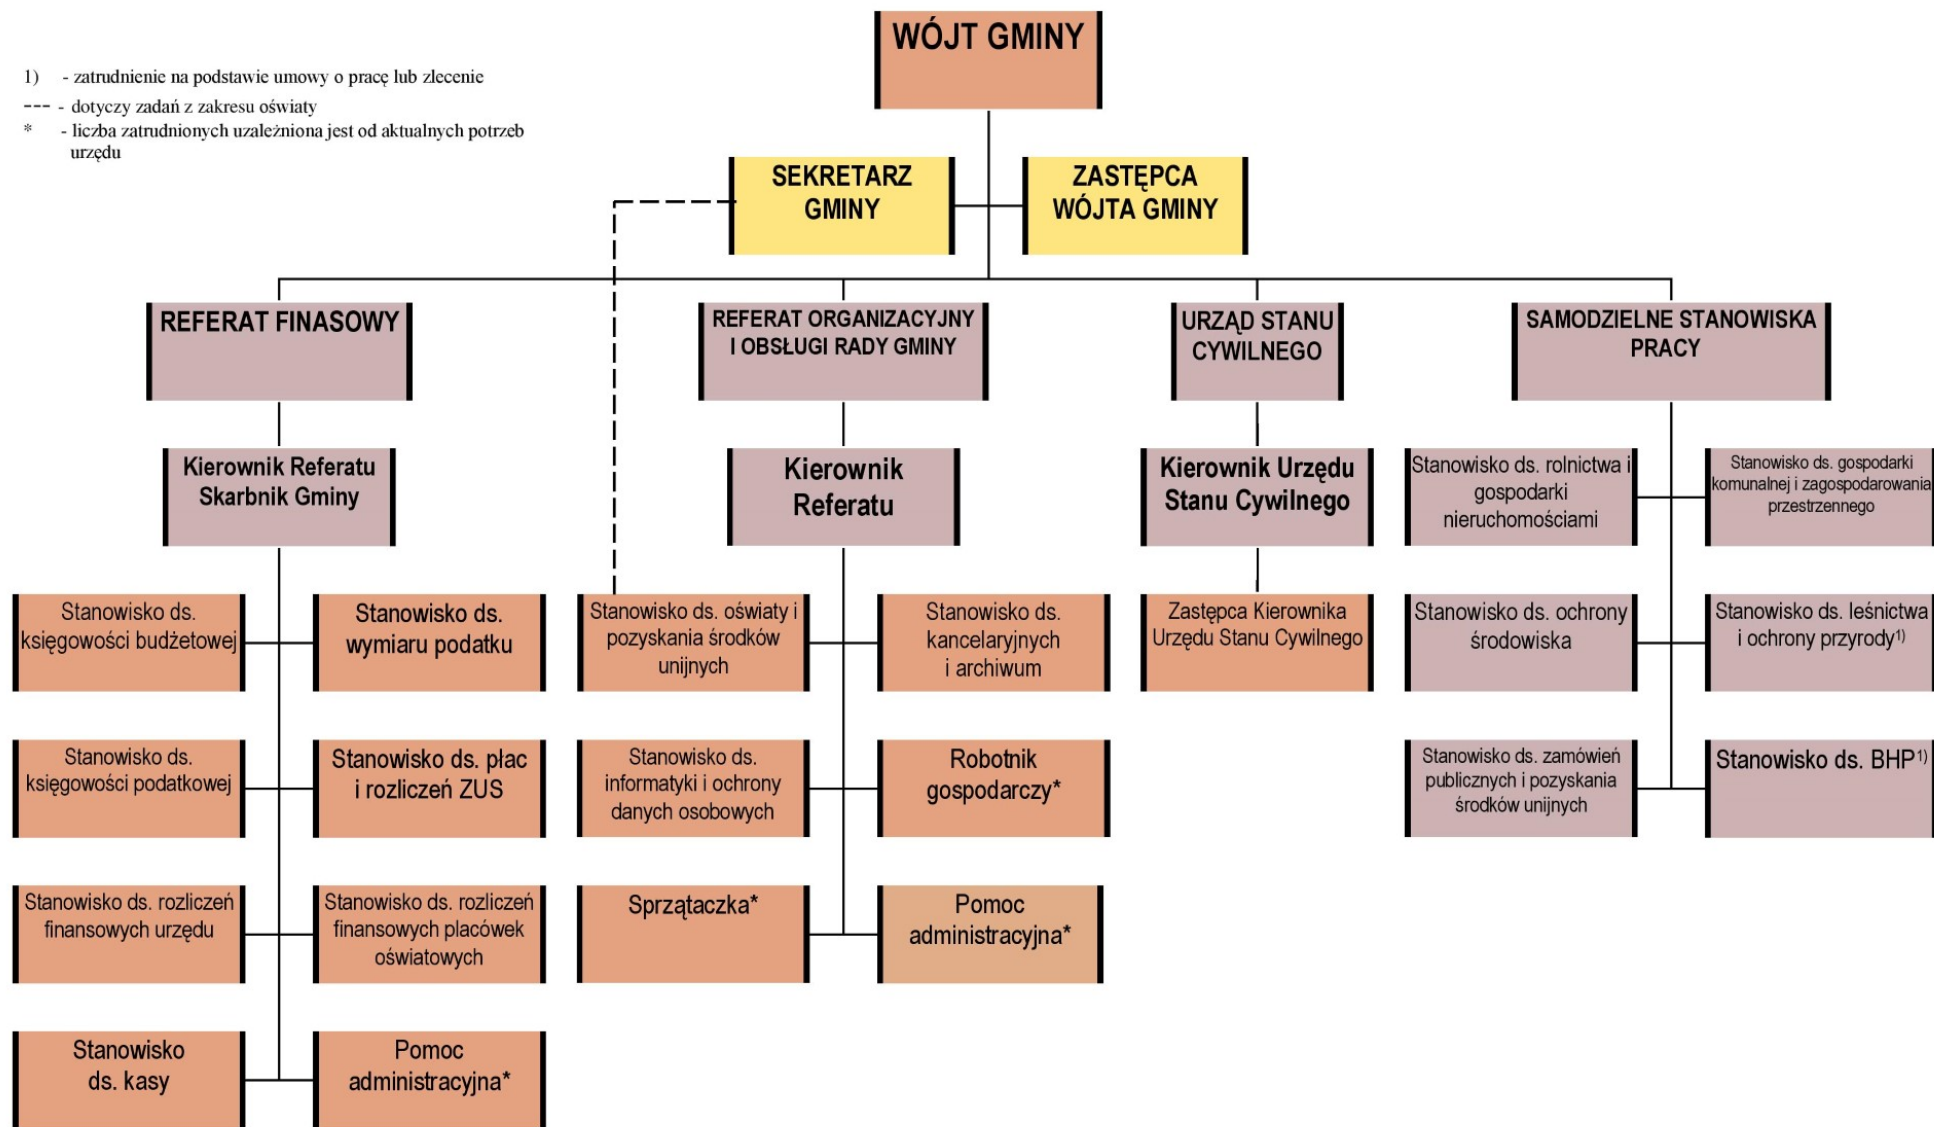 WÓJT GMINY
1) - zatrudnienie na podstawie umowy o pracę lub zlecenie
--- - dotyczy zadań z zakresu oświaty
* - liczba zatrudnionych uzależniona jest od aktualnych potrzeb
urzędu
SEKRETARZ
GMINY
ZASTĘPCA
WÓJTA GMINY
REFERAT FINASOWY
REFERAT ORGANIZACYJNY
I OBSŁUGI RADY GMINY
URZĄD STANU
CYWILNEGO
SAMODZIELNE STANOWISKA
PRACY
Kierownik Referatu
Skarbnik Gminy
Kierownik
Referatu
Kierownik Urzędu
Stanu Cywilnego
Stanowisko ds. rolnictwa i
gospodarki
nieruchomościami
Stanowisko ds. gospodarki
komunalnej i zagospodarowania
przestrzennego
Stanowisko ds.
księgowości budżetowej
Stanowisko ds.
wymiaru podatku
Stanowisko ds. oświaty i
pozyskania środków
unijnych
Stanowisko ds.
kancelaryjnych
i archiwum
Zastępca Kierownika
Urzędu Stanu Cywilnego
Stanowisko ds. ochrony
środowiska
Stanowisko ds. leśnictwa
i ochrony przyrody1)
Stanowisko ds.
księgowości podatkowej
Stanowisko ds. płac
i rozliczeń ZUS
Stanowisko ds.
informatyki i ochrony
danych osobowych
Robotnik
gospodarczy*
Stanowisko ds. zamówień
publicznych i pozyskania
środków unijnych
Stanowisko ds. BHP1)
Stanowisko ds. rozliczeń
finansowych urzędu
Stanowisko ds. rozliczeń
finansowych placówek
oświatowych
Sprzątaczka*
Pomoc
administracyjna*
Stanowisko
ds. kasy
Pomoc
administracyjna*